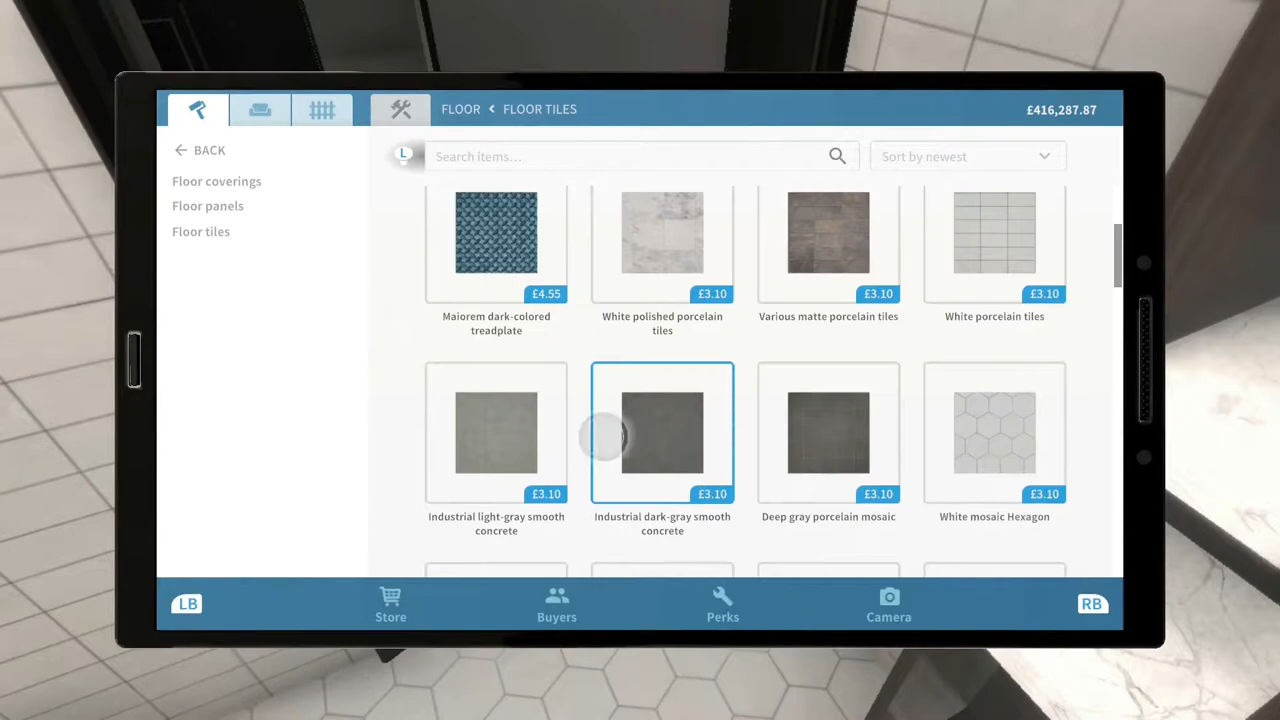 FLOOR < FLOOR TILES
£416,287.87
BACK
L
Search items...
Sort by newest
Floor coverings
Floor panels
Floor tiles
£4.55
£3.10
£3.10
£3.10
Maiorem dark-colored
treadplate
White polished porcelain
tiles
Various matte porcelain tiles
White porcelain tiles
£3.10
£3.10
£3.10
£3.10
Industrial light-gray smooth
concrete
Industrial dark-gray smooth
concrete
Deep gray porcelain mosaic
White mosaic Hexagon
LB
Store
Buyers
Perks
Camera
RB